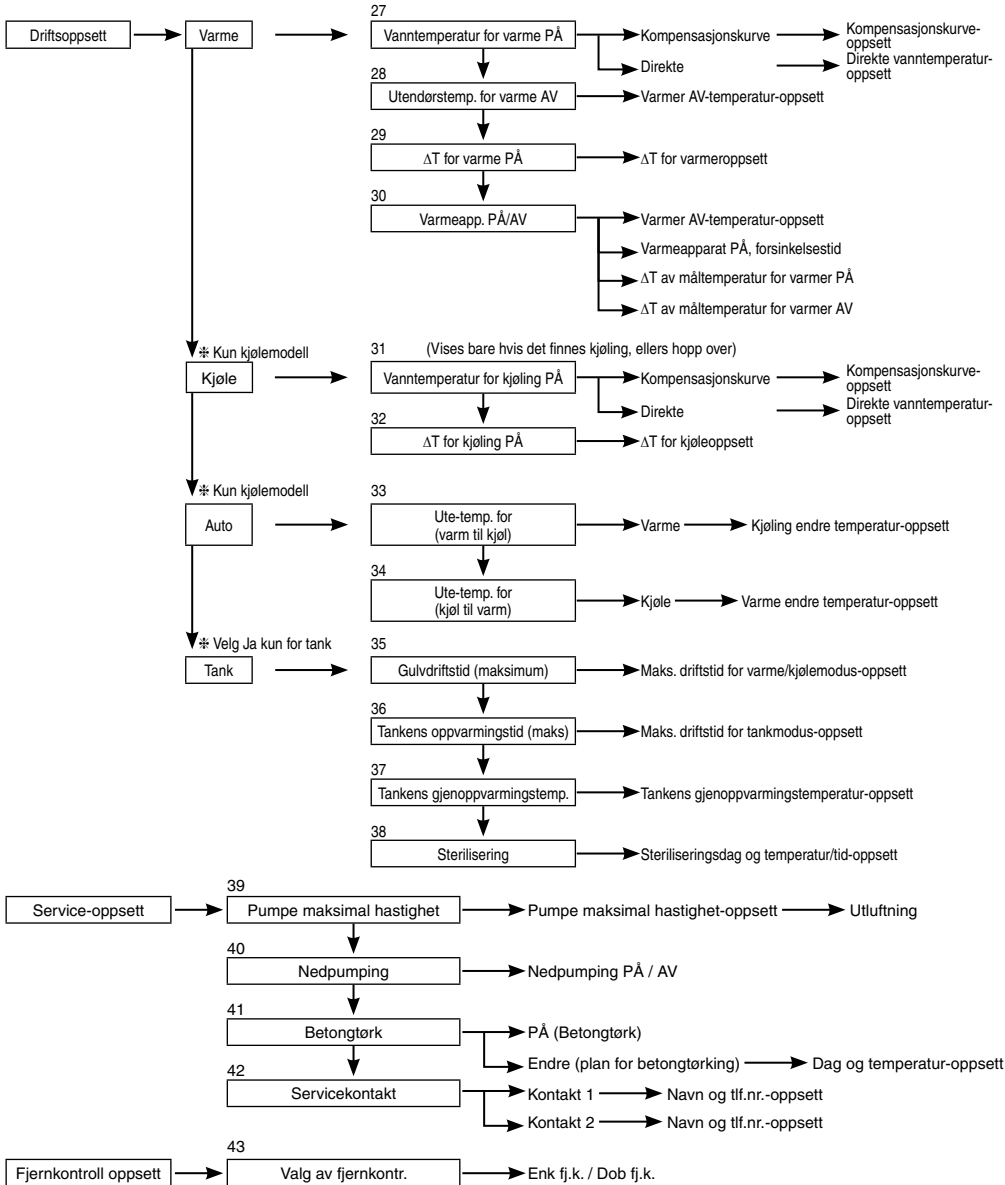 27
Driftsoppsett
Varme
Vanntemperatur for varme PÅ
Kompensasjonskurve
Kompensasjonskurve-
oppsett
Direkte
Direkte vanntemperatur-
oppsett
28
Utendørstemp. for varme AV
Varmer AV-temperatur-oppsett
29
ΔT for varme PÅ
ΔT for varmeroppsett
30
Varmeapp. PÅ/AV
Varmer AV-temperatur-oppsett
Varmeapparat PÅ, forsinkelsestid
ΔT av måltemperatur for varmer PÅ
ΔT av måltemperatur for varmer AV
※ Kun kjølemodell
31 (Vises bare hvis det finnes kjøling, ellers hopp over)
Kjøle
Vanntemperatur for kjøling PÅ
Kompensasjonskurve
Kompensasjonskurve-
oppsett
Direkte
Direkte vanntemperatur-
oppsett
32
ΔT for kjøling PÅ
ΔT for kjøleoppsett
※ Kun kjølemodell
33
Auto
Ute-temp. for
(varm til kjøl)
Varme
Kjøling endre temperatur-oppsett
34
Ute-temp. for
(kjøl til varm)
Kjøle
Varme endre temperatur-oppsett
※ Velg Ja kun for tank
35
Tank
Gulvdriftstid (maksimum)
Maks. driftstid for varme/kjølemodus-oppsett
36
Tankens oppvarmingstid (maks)
Maks. driftstid for tankmodus-oppsett
37
Tankens gjenoppvarmingstemp.
Tankens gjenoppvarmingstemperatur-oppsett
38
Sterilisering
Steriliseringsdag og temperatur/tid-oppsett
39
Service-oppsett
Pumpe maksimal hastighet
Pumpe maksimal hastighet-oppsett
Utluftning
40
Nedpumping
Nedpumping PÅ / AV
41
Betongtørk
PÅ (Betongtørk)
Endre (plan for betongtørking)
Dag og temperatur-oppsett
42
Servicekontakt
Kontakt 1
Navn og tlf.nr.-oppsett
Kontakt 2
Navn og tlf.nr.-oppsett
43
Fjernkontroll oppsett
Valg av fjernkontr.
Enk fj.k. / Dob fj.k.